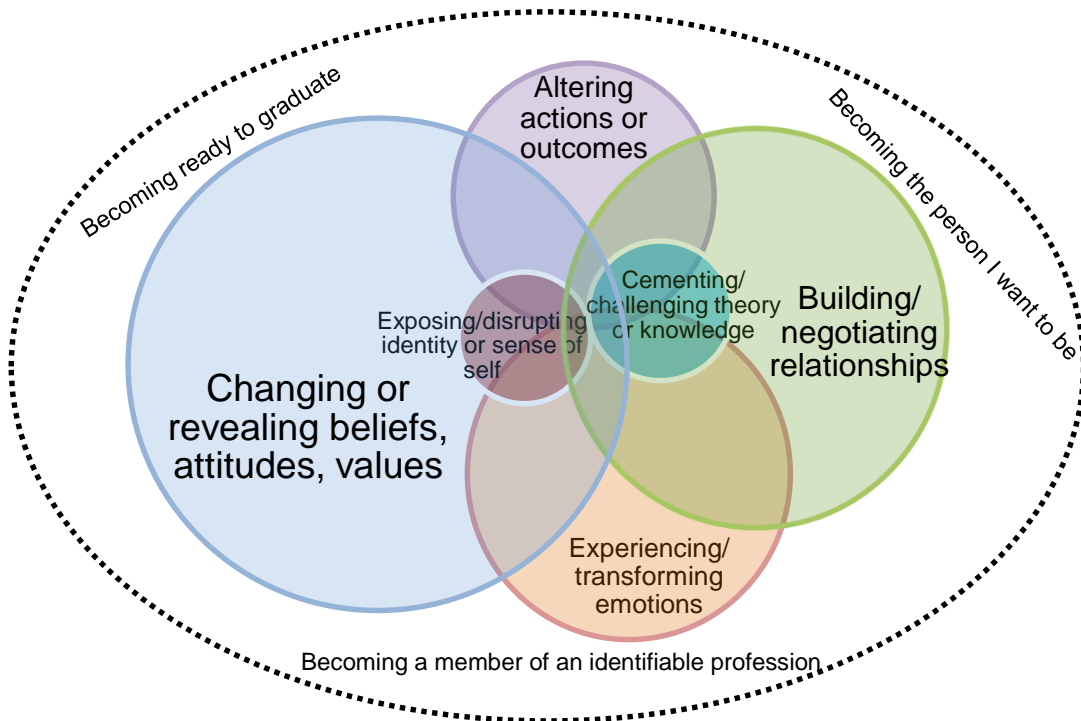 Becoming ready to graduate
Altering
actions or
outcomes
Becoming the person I want to be
Cementing/
challenging theory
or knowledge
Exposing/disrupting
identity or sense of
self
Building/
negotiating
relationships
Changing or
revealing beliefs,
attitudes, values
Experiencing/
transforming
emotions
Becoming a member of an identifiable profession